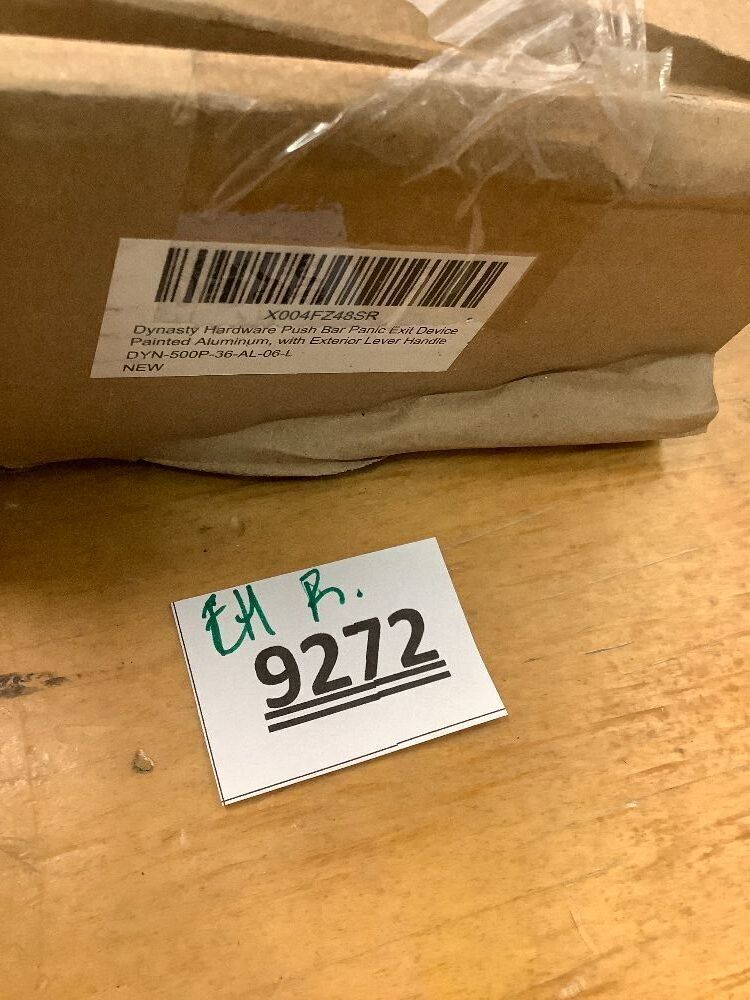 X004FZ48SR
Dynasty Hardware Push Bar Panic Exit Device
Painted Aluminum, with Exterior Lever Handle
DYN-500P-36-AL-06-L
NEW
EH R.
9272